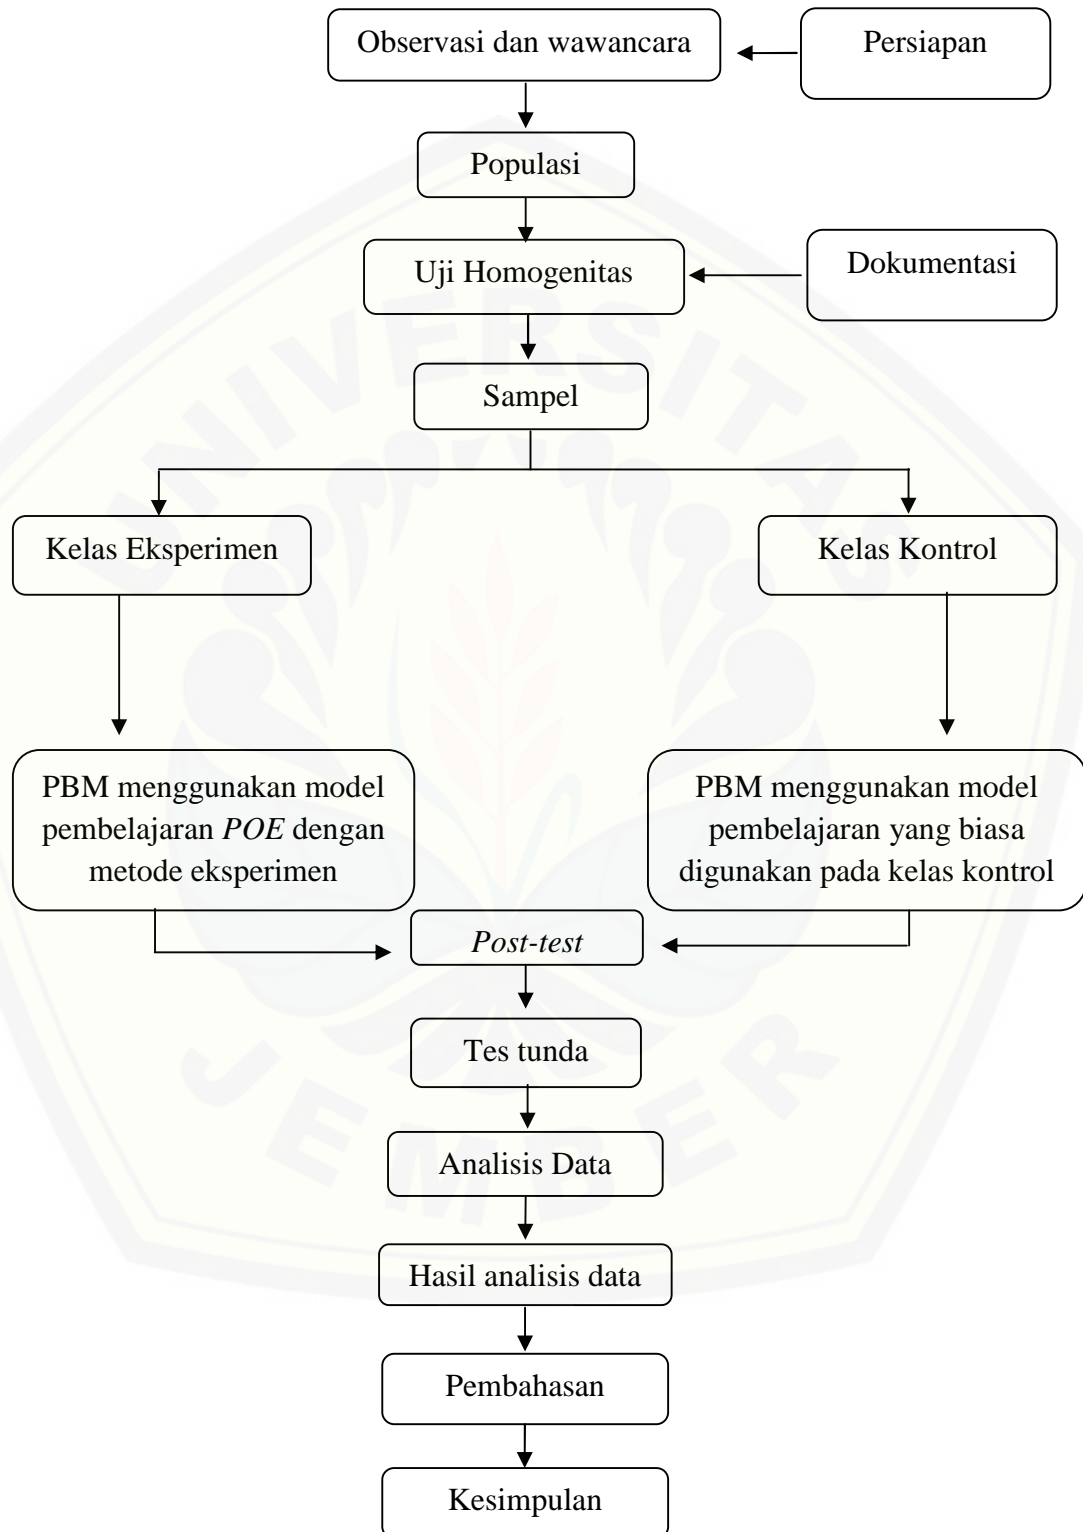 Observasi dan wawancara
Persiapan
Populasi
Uji Homogenitas
Dokumentasi
Sampel
Kelas Eksperimen
Kelas Kontrol
PBM menggunakan model
pembelajaran POE dengan
metode eksperimen
PBM menggunakan model
pembelajaran yang biasa
digunakan pada kelas kontrol
Post-test
Tes tunda
Analisis Data
Hasil analisis data
Pembahasan
Kesimpulan
UNIVERSITAS
JEMBER